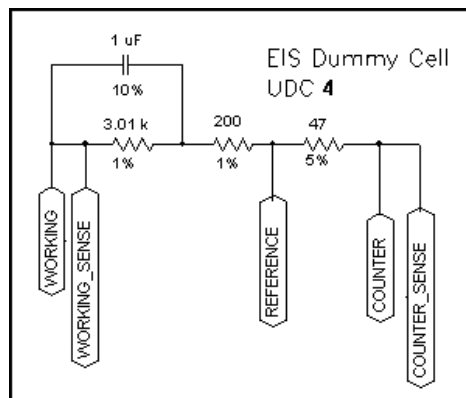 1 uF
10%
EIS Dummy Cell
UDC 4
3.01 k
1%
200
1%
47
5%
WORKING
WORKING_SENSE
REFERENCE
COUNTER
COUNTER_SENSE